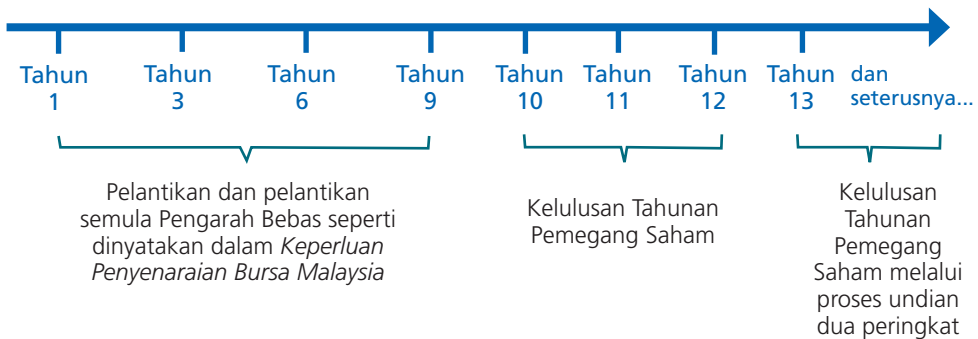 Tahun
1
Tahun
3
Tahun
6
Tahun
9
Tahun
10
Tahun
11
Tahun
12
Tahun
13
dan
seterusnya...
Pelantikan dan pelantikan
semula Pengarah Bebas seperti
dinyatakan dalam Keperluan
Penyenaraian Bursa Malaysia
Kelulusan Tahunan
Pemegang Saham
Kelulusan
Tahunan
Pemegang
Saham melalui
proses undian
dua peringkat